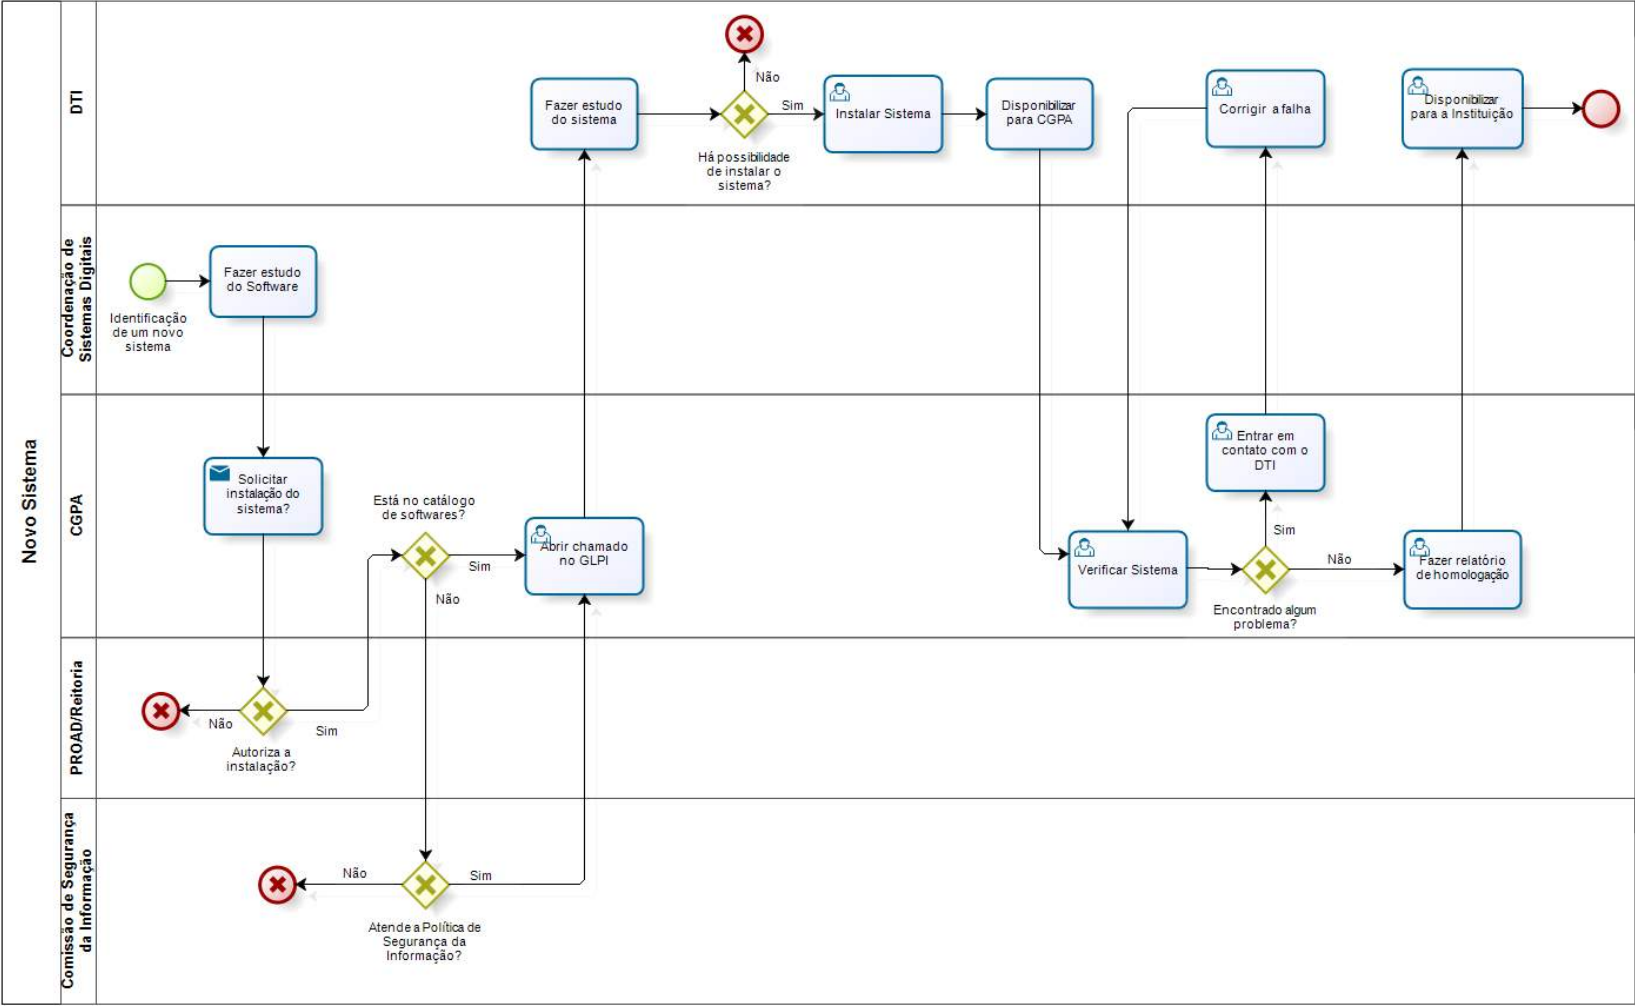 Novo Sistema
DTI
Fazer estudo
do sistema
Não
Sim
Há possibilidade
de instalar o
sistema?
Instalar Sistema
Disponibilizar
para CGPA
Corrigir a falha
Disponibilizar
para a Instituição
Coordenação de
Sistemas Digitais
Identificação
de um novo
sistema
Fazer estudo
do Software
CGPA
Solicitar
instalação do
sistema?
Está no catálogo
de softwares?
Sim
Não
Abrir chamado
no GLPI
Verificar Sistema
Entrar em
contato com o
DTI
Sim
Não
Encontrado algum
problema?
Fazer relatório
de homologação
PROAD/Reitoria
Não
Sim
Autoriza a
instalação?
Comissão de Segurança
da Informação
Não
Sim
Atende a Política de
Segurança da
Informação?